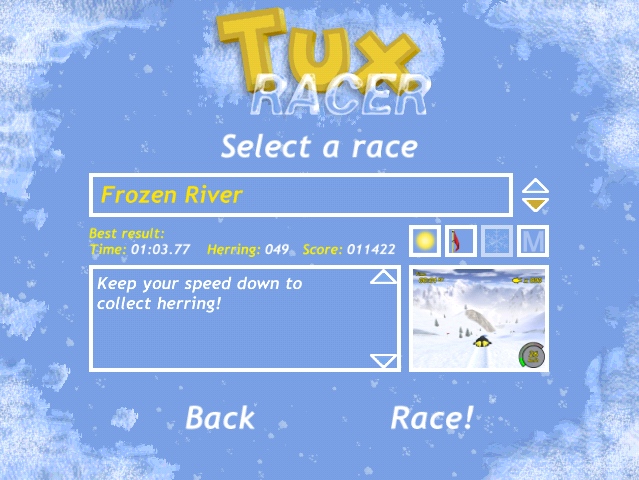 Tux
RACER
Select a race
Frozen River
Best result:
Time: 01:03.77 Herring: 049 Score: 011422
M
Keep your speed down to
collect herring!
Back Race!